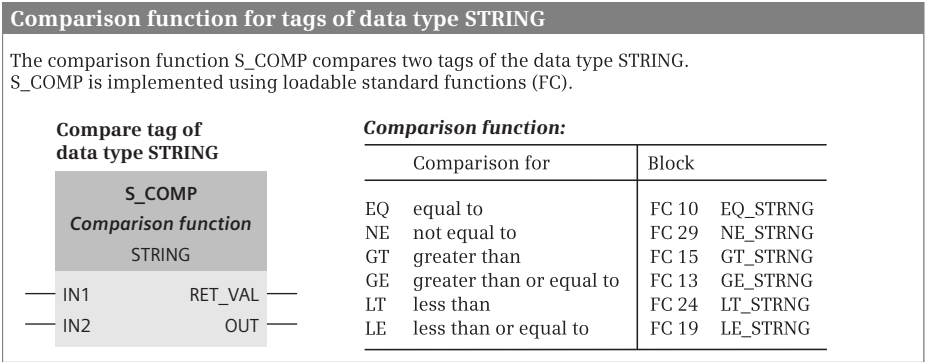 Comparison function for tags of data type STRING
The comparison function S_COMP compares two tags of the data type STRING.
S_COMP is implemented using loadable standard functions (FC).
Compare tag of
data type STRING
S_COMP
Comparison function
STRING
IN1 RET_VAL
IN2 OUT
Comparison function:
Comparison for Block
EQ equal to FC 10 EQ_STRNG
NE not equal to FC 29 NE_STRNG
GT greater than FC 15 GT_STRNG
GE greater than or equal to FC 13 GE_STRNG
LT less than FC 24 LT_STRNG
LE less than or equal to FC 19 LE_STRNG